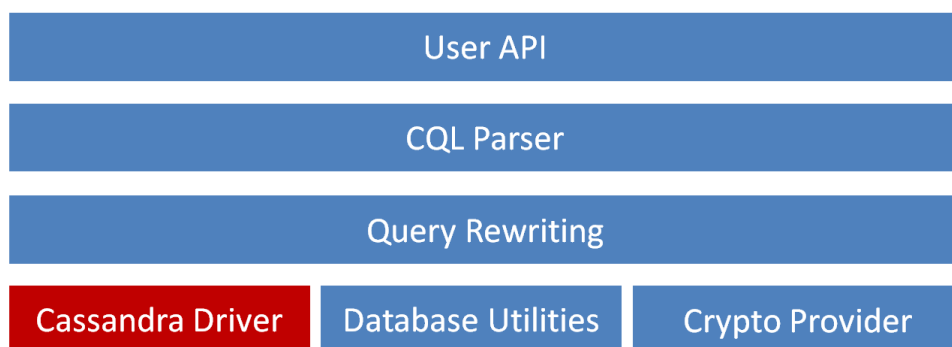 User API
CQL Parser
Query Rewriting
Cassandra Driver
Database Utilities
Crypto Provider